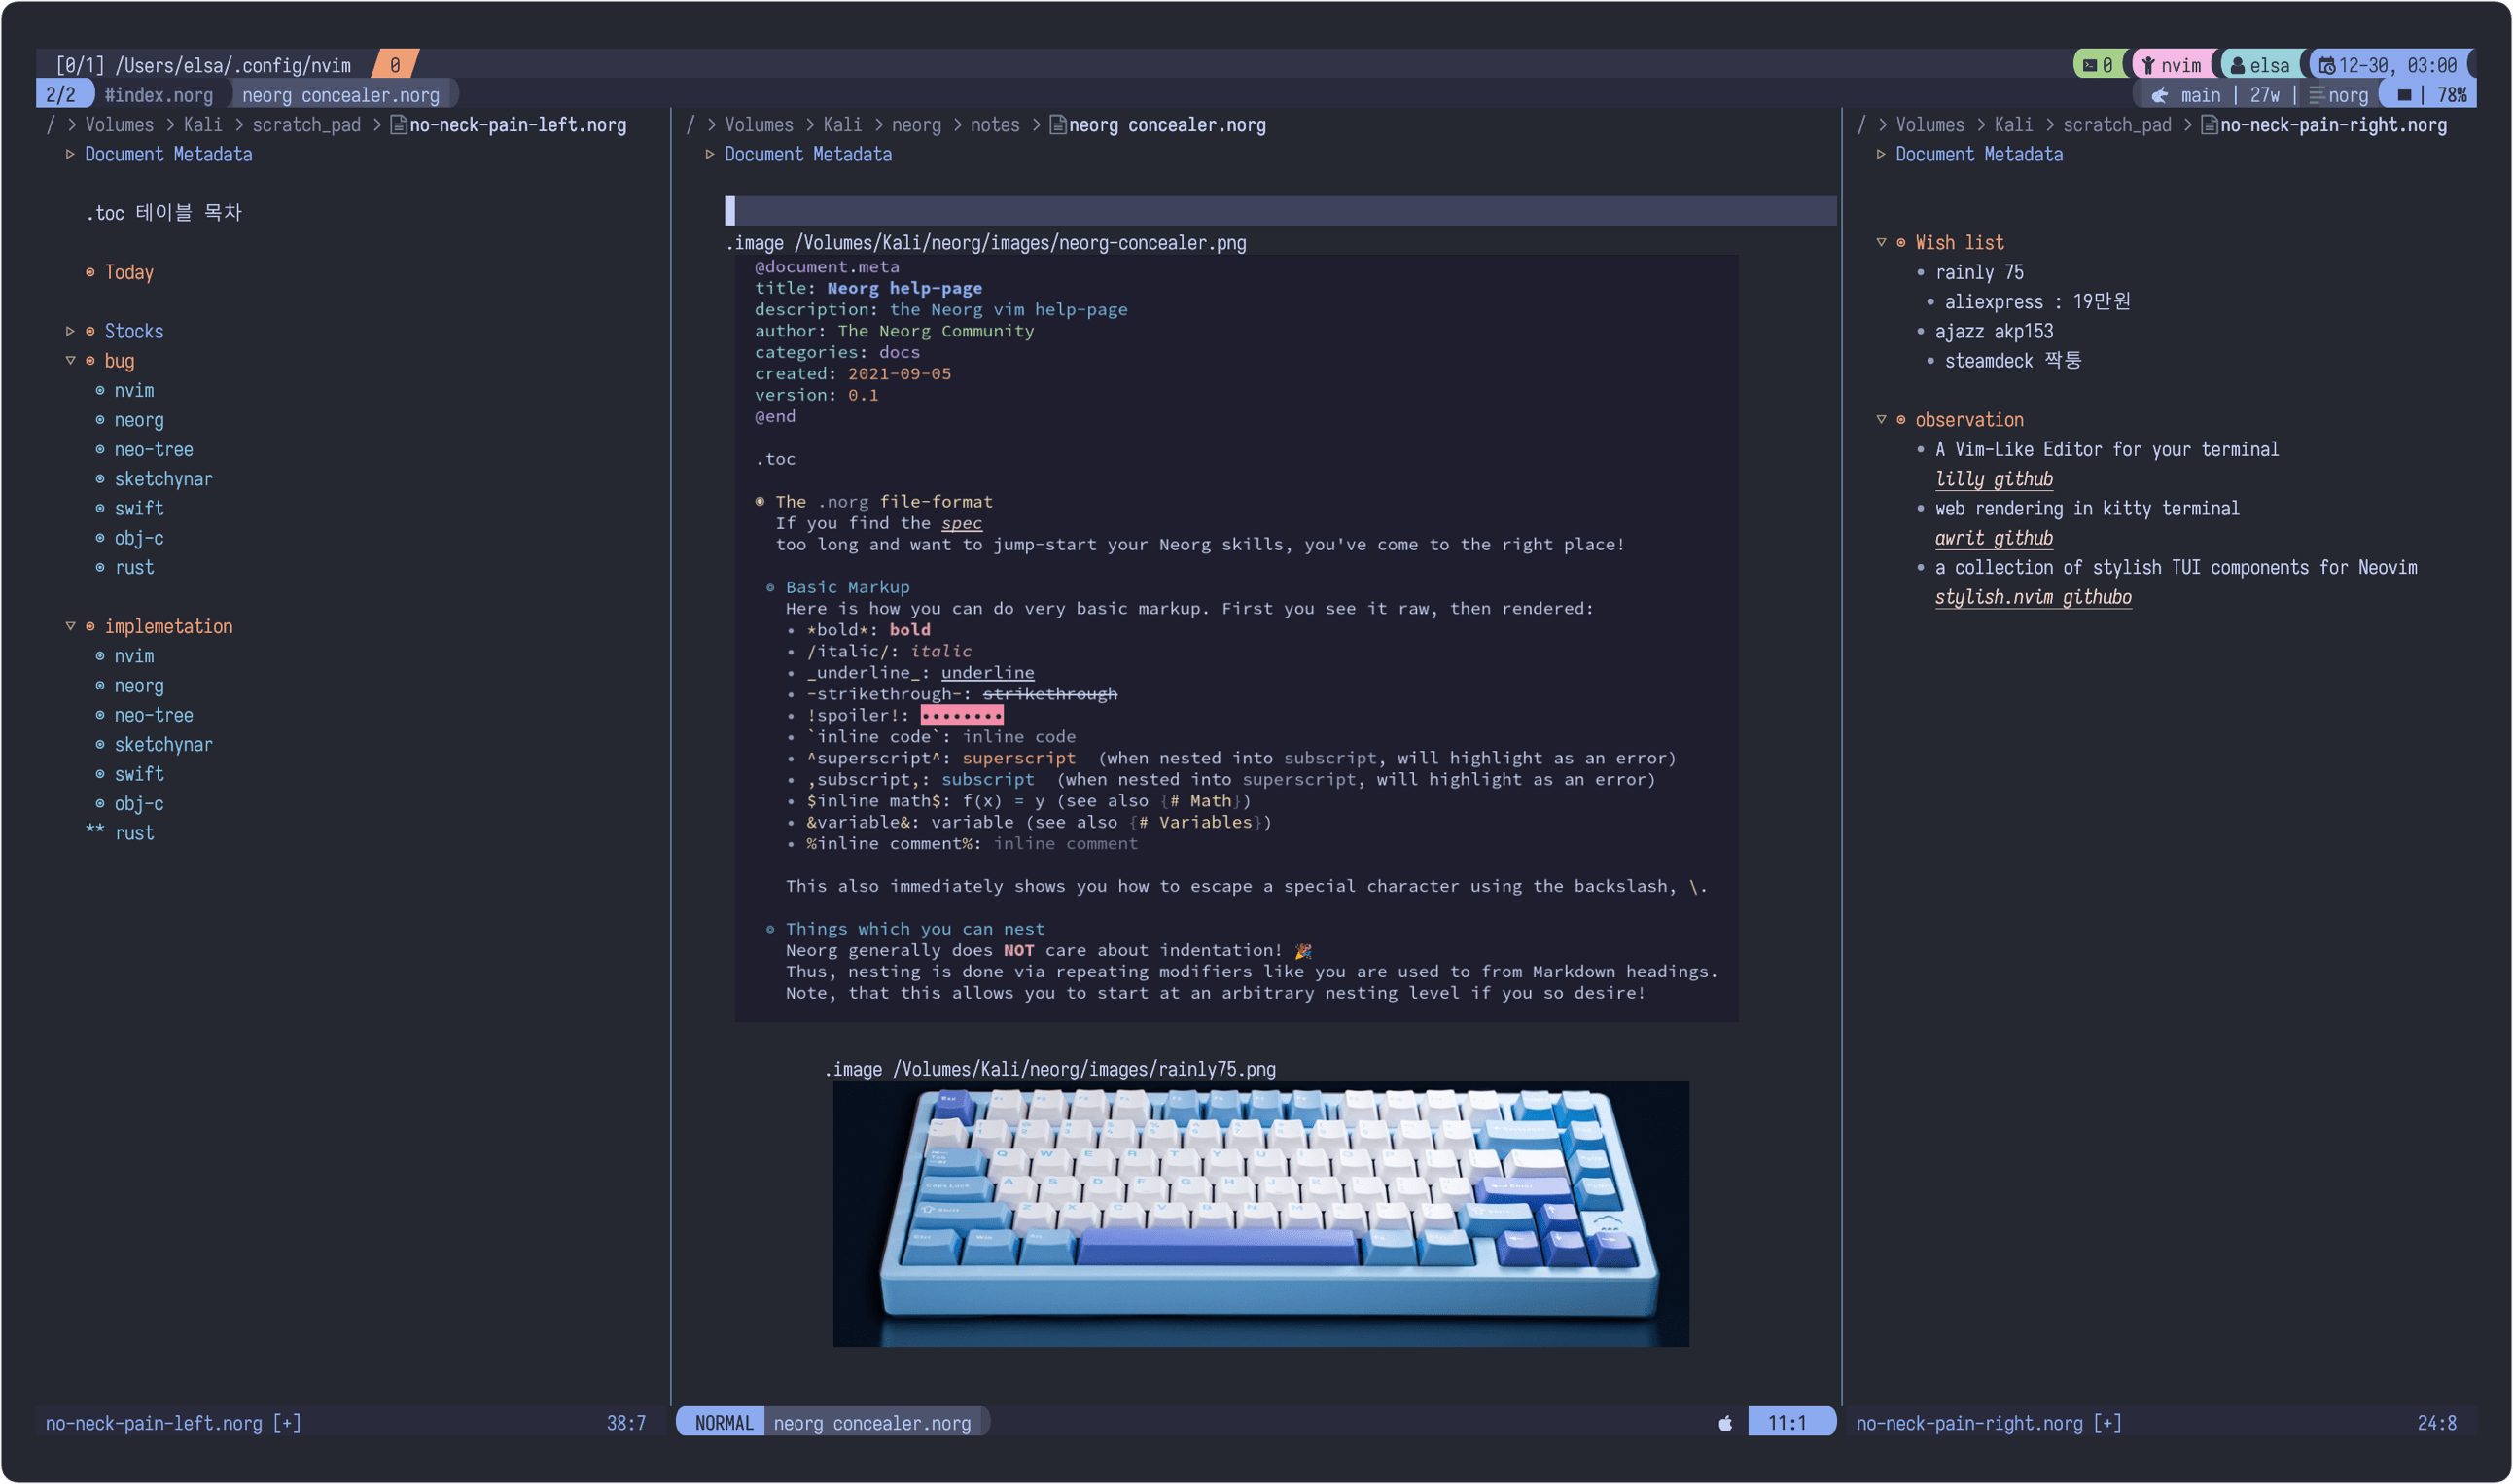 [0/1] /Users/elsa/.config/nvim 0
0 nvim elsa 12-30, 03:00
2/2 #index.norg neorg concealer.norg
main | 27w | norg | 78%
/ > Volumes > Kali > scratch_pad > no-neck-pain-left.norg
Document Metadata
.toc 테이블 목차
Today
Stocks
bug
nvim
neorg
neo-tree
sketchynar
swift
obj-c
rust
implemetation
nvim
neorg
neo-tree
sketchynar
swift
obj-c
** rust
no-neck-pain-left.norg [+] 38:7
/ > Volumes > Kali > neorg > notes > neorg concealer.norg
Document Metadata
.image /Volumes/Kali/neorg/images/neorg-concealer.png
@document.meta
title: Neorg help-page
description: the Neorg vim help-page
author: The Neorg Community
categories: docs
created: 2021-09-05
version: 0.1
@end
.toc
The .norg file-format
If you find the spec
too long and want to jump-start your Neorg skills, you've come to the right place!
Basic Markup
Here is how you can do very basic markup. First you see it raw, then rendered:
• *bold*: bold
• /italic/: italic
• _underline_: underline
• -strikethrough-: strikethrough
• !spoiler!: ••••••••
• `inline code`: inline code
• ^superscript^: superscript (when nested into subscript, will highlight as an error)
• ,subscript,: subscript (when nested into superscript, will highlight as an error)
• $inline math$: f(x) = y (see also {# Math})
• &variable&: variable (see also {# Variables})
• %inline comment%: inline comment
This also immediately shows you how to escape a special character using the backslash, \.
Things which you can nest
Neorg generally does NOT care about indentation! 🎉
Thus, nesting is done via repeating modifiers like you are used to from Markdown headings.
Note, that this allows you to start at an arbitrary nesting level if you so desire!
.image /Volumes/Kali/neorg/images/rainly75.png
Esc
Q W E R T Y U I O P
Caps Lock A S D F G H J K L Enter
Shift Z X C V B N M Shift
NORMAL neorg concealer.norg 11:1
/ > Volumes > Kali > scratch_pad > no-neck-pain-right.norg
Document Metadata
Wish list
• rainly 75
• aliexpress : 19만원
• ajazz akp153
• steamdeck 짝퉁
observation
• A Vim-Like Editor for your terminal
lilly github
• web rendering in kitty terminal
awrit github
• a collection of stylish TUI components for Neovim
stylish.nvim githubo
no-neck-pain-right.norg [+] 24:8